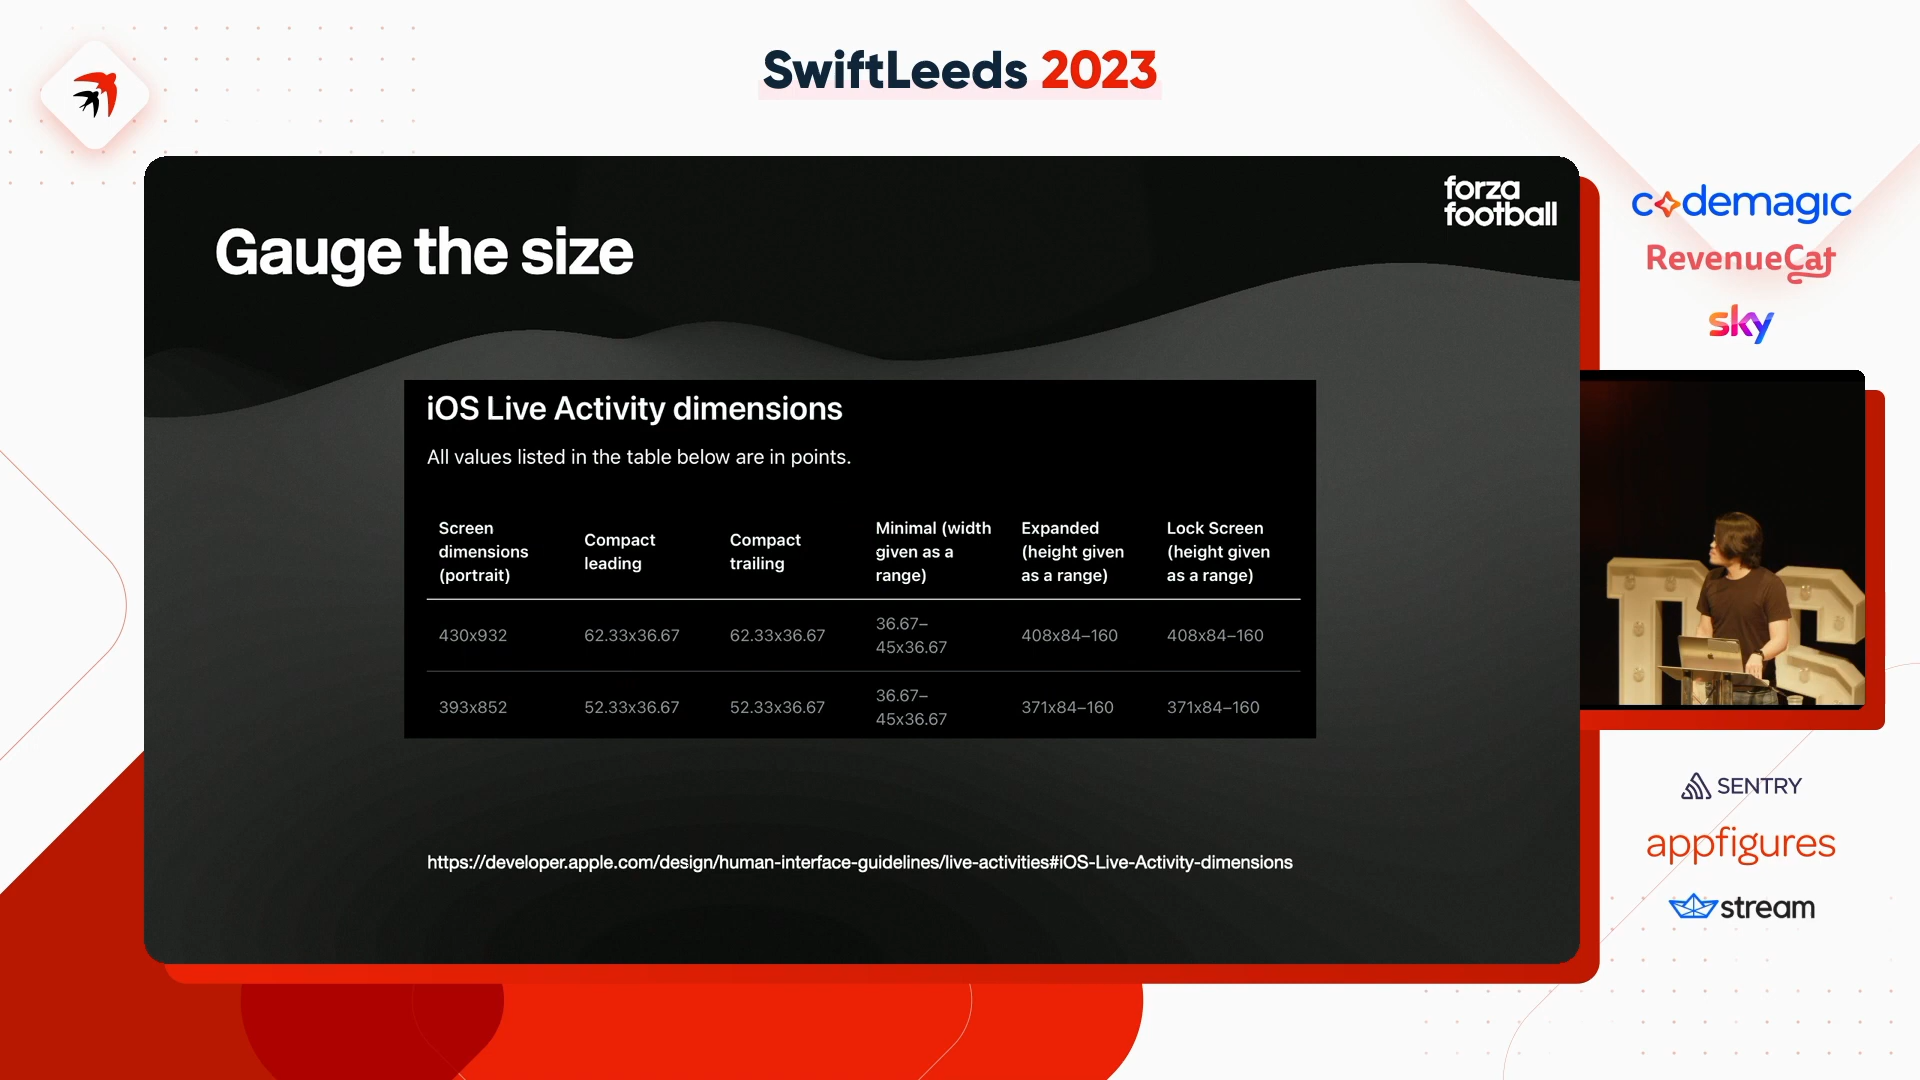 SwiftLeeds 2023
forza
football
Gauge the size
iOS Live Activity dimensions
All values listed in the table below are in points.
Screen dimensions (portrait)
Compact leading
Compact trailing
Minimal (width given as a range)
Expanded (height given as a range)
Lock Screen (height given as a range)
430x932 62.33x36.67 62.33x36.67 36.67–45x36.67 408x84–160 408x84–160
393x852 52.33x36.67 52.33x36.67 36.67–45x36.67 371x84–160 371x84–160
https://developer.apple.com/design/human-interface-guidelines/live-activities#iOS-Live-Activity-dimensions
codemagic
RevenueCat
sky
SENTRY
appfigures
stream